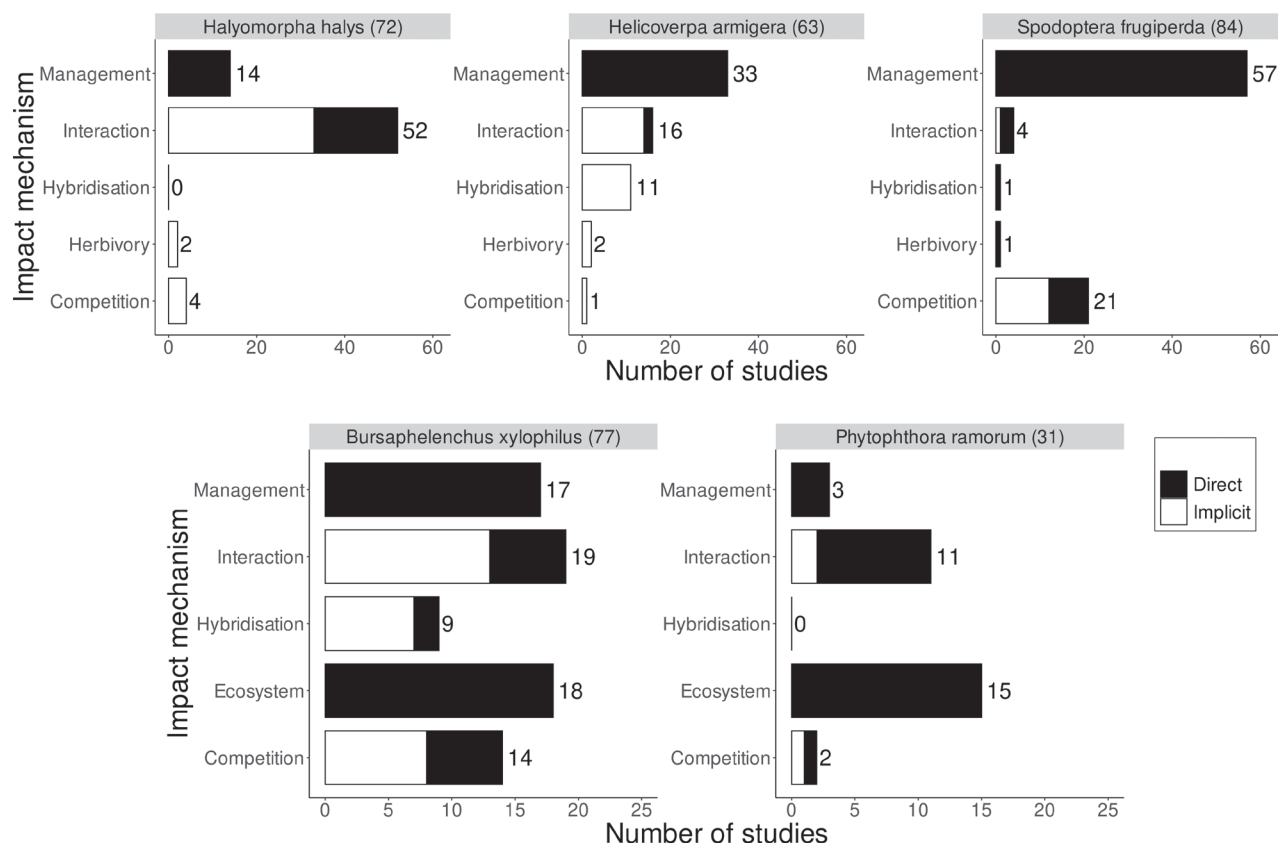 Halyomorpha halys (72)
Helicoverpa armigera (63)
Spodoptera frugiperda (84)
Impact mechanism
Management
14
Interaction
52
Hybridisation
0
Herbivory
2
Competition
4
0 20 40 60
Management
33
Interaction
16
Hybridisation
11
Herbivory
2
Competition
1
0 20 40 60
Management
57
Interaction
4
Hybridisation
1
Herbivory
1
Competition
21
0 20 40 60
Number of studies
Bursaphelenchus xylophilus (77)
Phytophthora ramorum (31)
Impact mechanism
Management
17
Interaction
19
Hybridisation
9
Ecosystem
18
Competition
14
0 5 10 15 20 25
Management
3
Interaction
11
Hybridisation
0
Ecosystem
15
Competition
2
0 5 10 15 20 25
Number of studies
Direct
Implicit